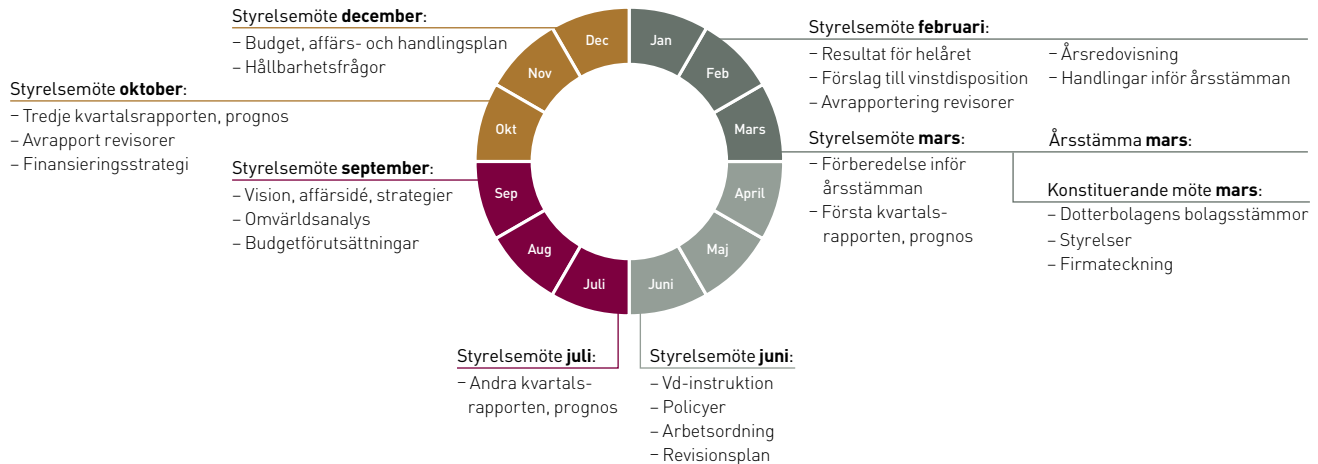 Styrelsemöte december:
– Budget, affärs- och handlingsplan
– Hållbarhetsfrågor
Styrelsemöte oktober:
– Tredje kvartalsrapporten, prognos
– Avrapport revisorer
– Finansieringsstrategi
Styrelsemöte september:
– Vision, affärsidé, strategier
– Omvärldsanalys
– Budgetförutsättningar
Jan
Feb
Mars
April
Maj
Juni
Juli
Aug
Sep
Okt
Nov
Dec
Styrelsemöte februari:
– Resultat för helåret
– Förslag till vinstdisposition
– Avrapportering revisorer
– Årsredovisning
– Handlingar inför årsstämman
Styrelsemöte mars:
– Förberedelse inför
årsstämman
– Första kvartals-
rapporten, prognos
Årsstämma mars:
Konstituerande möte mars:
– Dotterbolagens bolagsstämmor
– Styrelser
– Firmateckning
Styrelsemöte juli:
– Andra kvartals-
rapporten, prognos
Styrelsemöte juni:
– Vd-instruktion
– Policyer
– Arbetsordning
– Revisionsplan